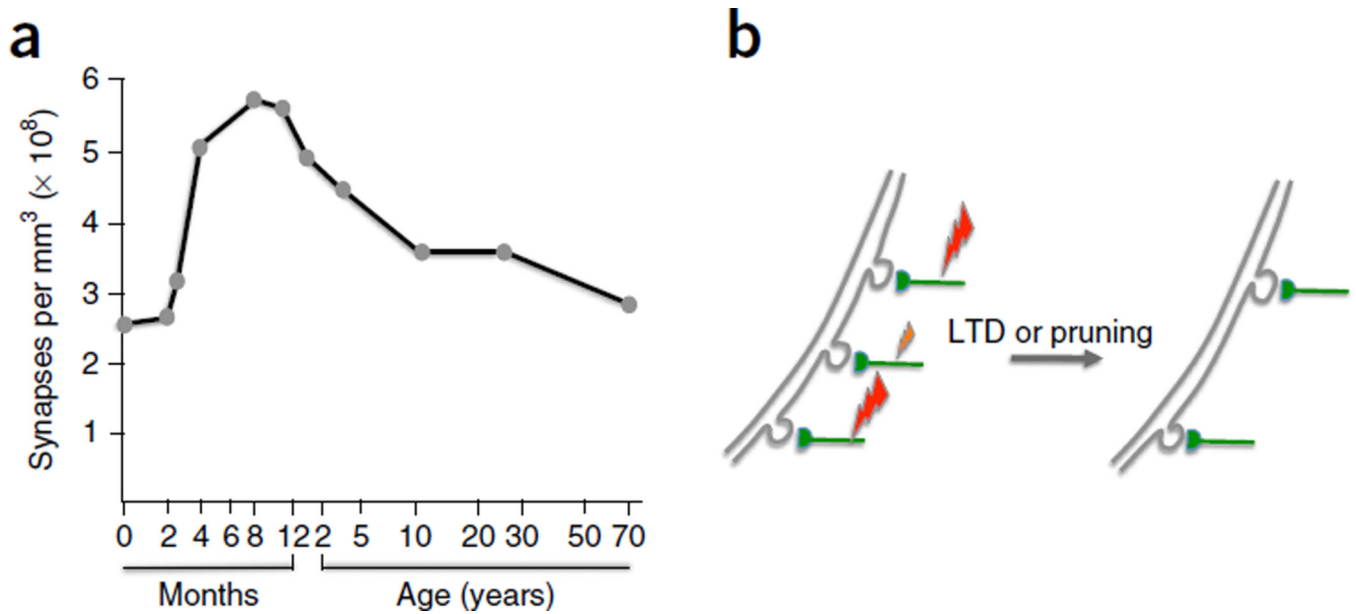 a
b
Synapses per mm³ (× 10⁸)
6
5
4
3
2
1
0 2 4 6 8 122 2 5 10 20 30 50 70
Months
Age (years)
LTD or pruning